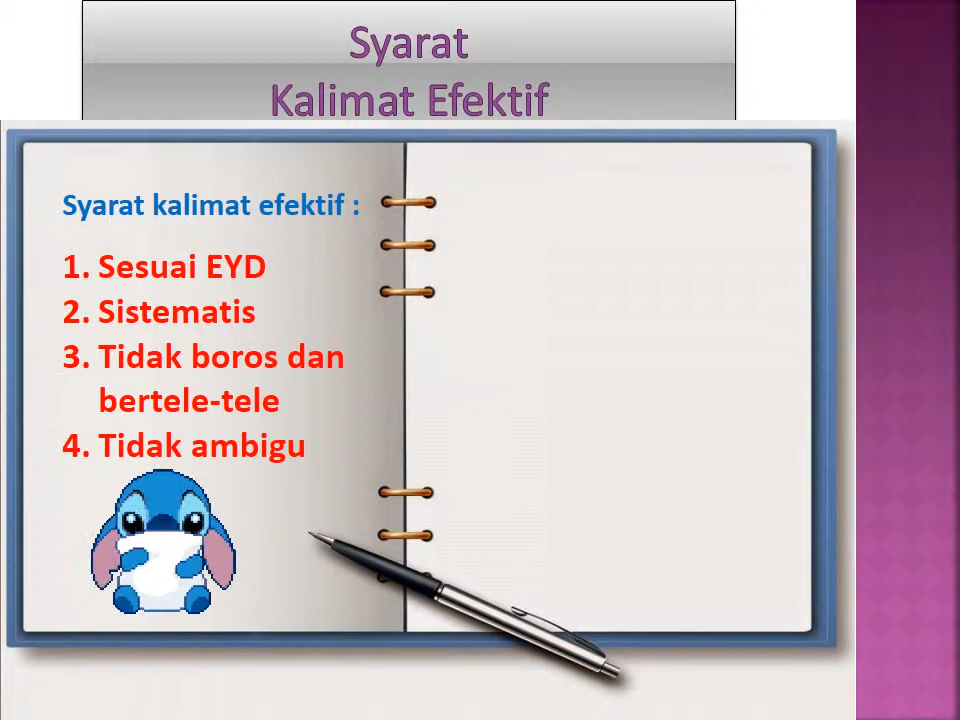 Syarat
Kalimat Efektif
Syarat kalimat efektif :
1. Sesuai EYD
2. Sistematis
3. Tidak boros dan
bertele-tele
4. Tidak ambigu